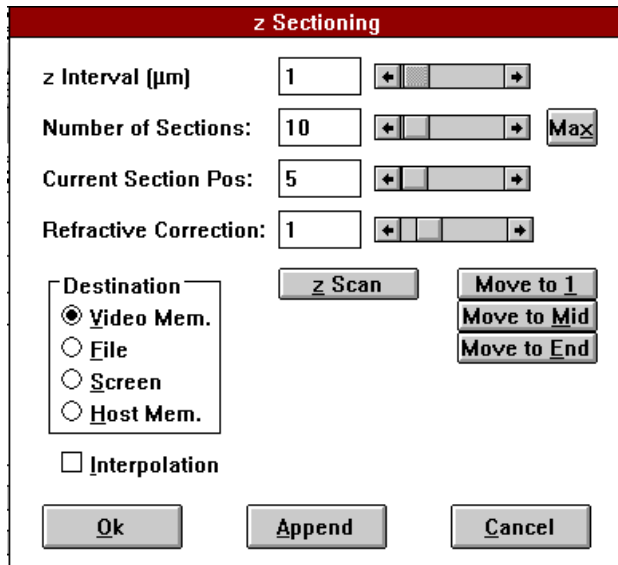 z Sectioning
z Interval (µm) 1
Number of Sections: 10 Max
Current Section Pos: 5
Refractive Correction: 1
Destination z Scan Move to 1
Video Mem. Move to Mid
File Move to End
Screen
Host Mem.
Interpolation
Ok Append Cancel